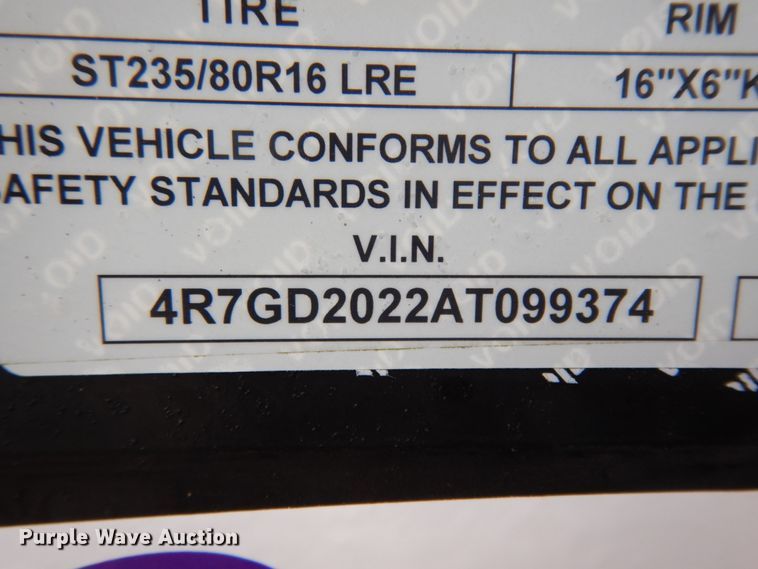 TIRE RIM
ST235/80R16 LRE 16"X6"K
HIS VEHICLE CONFORMS TO ALL APPLI
SAFETY STANDARDS IN EFFECT ON THE
V.I.N.
4R7GD2022AT099374
Purple Wave Auction